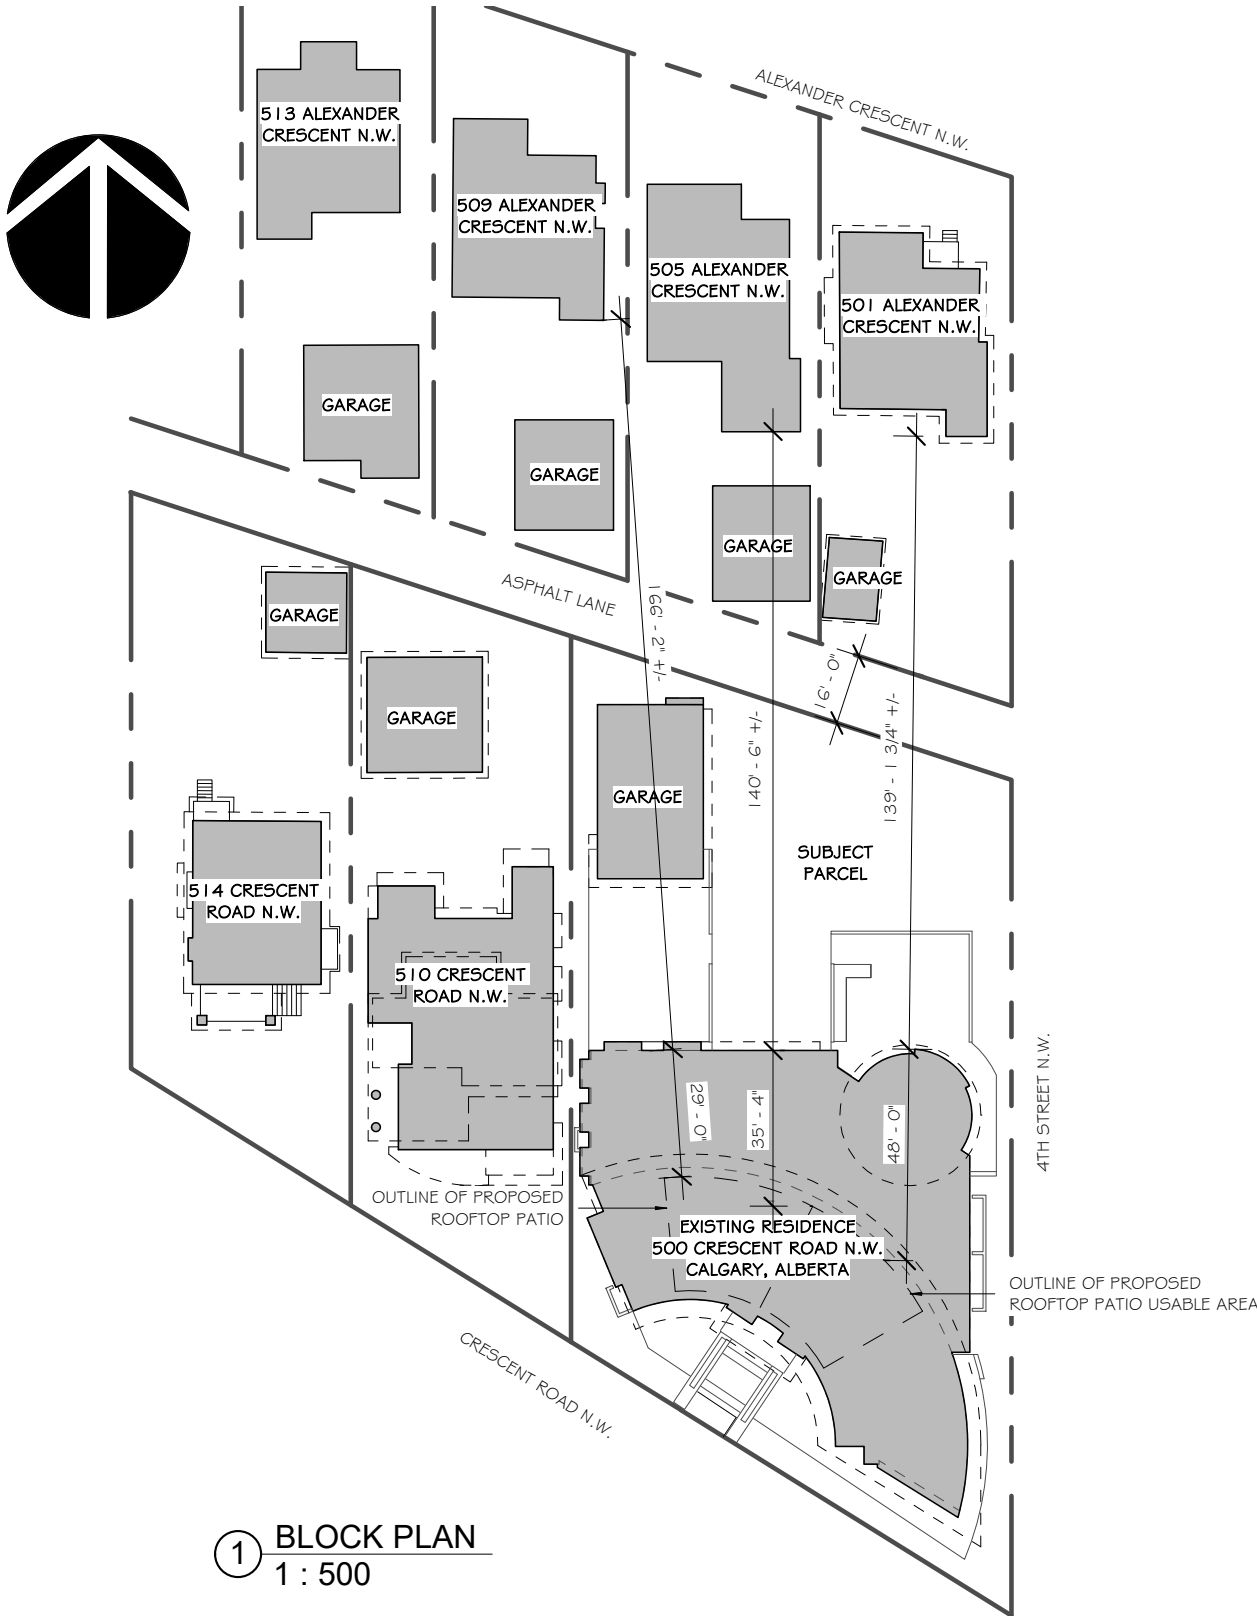 ALEXANDER CRESCENT N.W.
513 ALEXANDER
CRESCENT N.W.
509 ALEXANDER
CRESCENT N.W.
505 ALEXANDER
CRESCENT N.W.
501 ALEXANDER
CRESCENT N.W.
GARAGE
GARAGE
GARAGE
GARAGE
ASPHALT LANE
GARAGE
GARAGE
GARAGE
166' - 2" +/-
140' - 6" +/-
19' - 0"
139' - 1 3/4" +/-
SUBJECT
PARCEL
514 CRESCENT
ROAD N.W.
510 CRESCENT
ROAD N.W.
29' - 0"
35' - 4"
48' - 0"
4TH STREET N.W.
OUTLINE OF PROPOSED
ROOFTOP PATIO
EXISTING RESIDENCE
500 CRESCENT ROAD N.W.
CALGARY, ALBERTA
OUTLINE OF PROPOSED
ROOFTOP PATIO USABLE AREA
CRESCENT ROAD N.W.
1 BLOCK PLAN
1 : 500